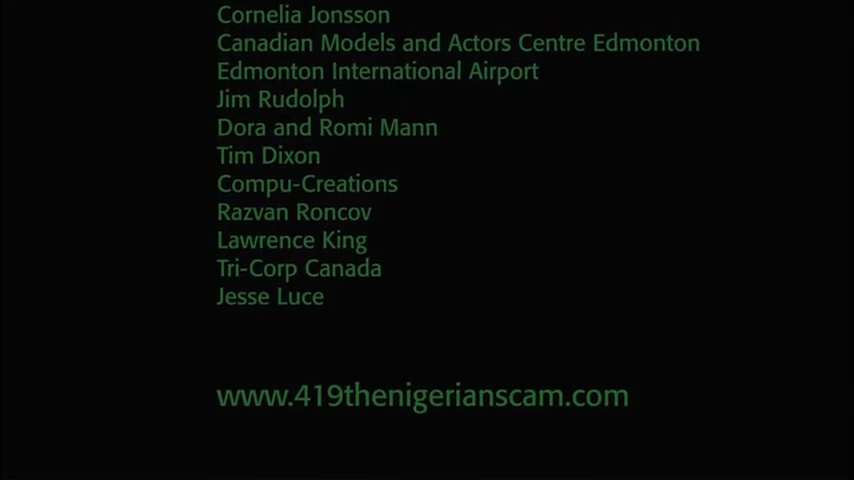 Cornelia Jonsson
Canadian Models and Actors Centre Edmonton
Edmonton International Airport
Jim Rudolph
Dora and Romi Mann
Tim Dixon
Compu-Creations
Razvan Roncov
Lawrence King
Tri-Corp Canada
Jesse Luce
www.419thenigerianscam.com